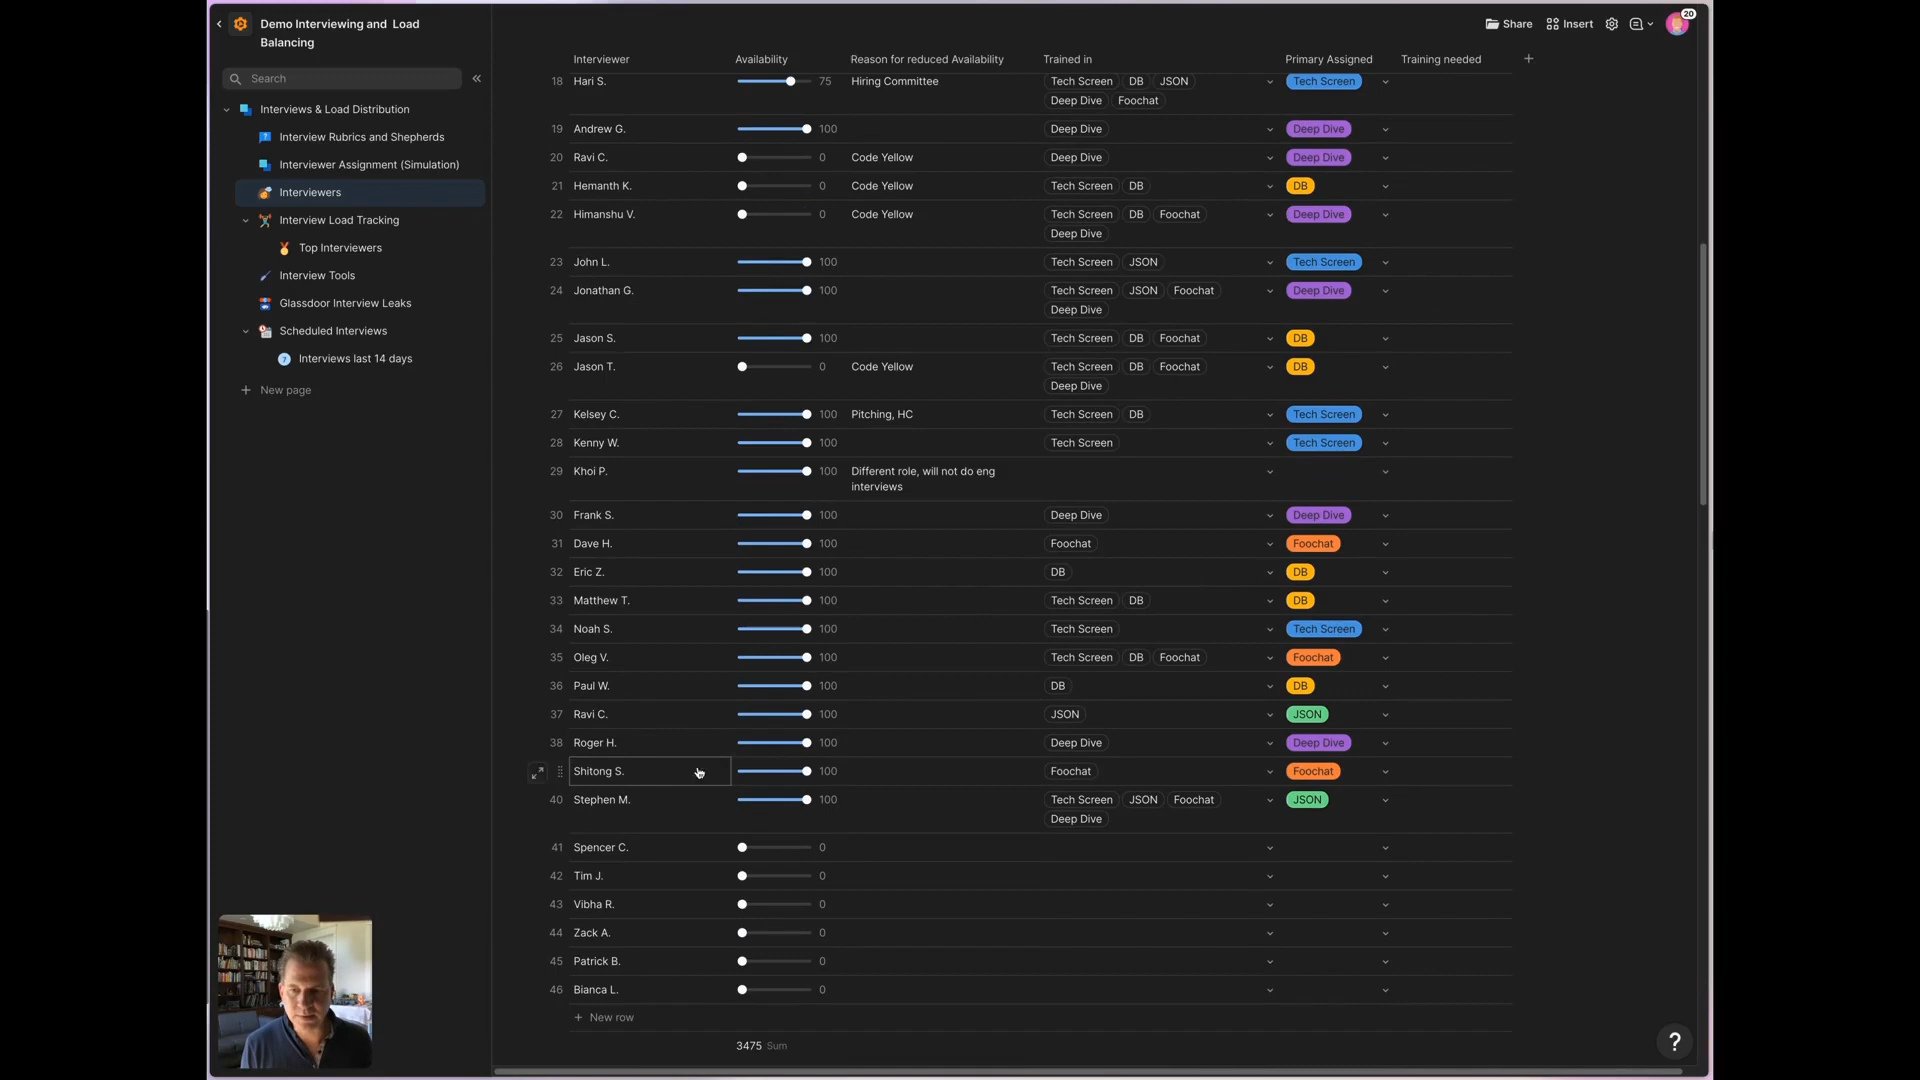 Demo Interviewing and Load
Balancing
Search
Interviews & Load Distribution
Interview Rubrics and Shepherds
Interviewer Assignment (Simulation)
Interviewers
Interview Load Tracking
Top Interviewers
Interview Tools
Glassdoor Interview Leaks
Scheduled Interviews
7 Interviews last 14 days
+ New page
Share Insert 20
Interviewer Availability Reason for reduced Availability Trained in Primary Assigned Training needed +
18 Hari S. 75 Hiring Committee Tech Screen DB JSON Tech Screen
Deep Dive Foochat
19 Andrew G. 100 Deep Dive Deep Dive
20 Ravi C. 0 Code Yellow Deep Dive Deep Dive
21 Hemanth K. 0 Code Yellow Tech Screen DB DB
22 Himanshu V. 0 Code Yellow Tech Screen DB Foochat Deep Dive
Deep Dive
23 John L. 100 Tech Screen JSON Tech Screen
24 Jonathan G. 100 Tech Screen JSON Foochat Deep Dive
Deep Dive
25 Jason S. 100 Tech Screen DB Foochat DB
26 Jason T. 0 Code Yellow Tech Screen DB Foochat DB
Deep Dive
27 Kelsey C. 100 Pitching, HC Tech Screen DB Tech Screen
28 Kenny W. 100 Tech Screen Tech Screen
29 Khoi P. 100 Different role, will not do eng
interviews
30 Frank S. 100 Deep Dive Deep Dive
31 Dave H. 100 Foochat Foochat
32 Eric Z. 100 DB DB
33 Matthew T. 100 Tech Screen DB DB
34 Noah S. 100 Tech Screen Tech Screen
35 Oleg V. 100 Tech Screen DB Foochat Foochat
36 Paul W. 100 DB DB
37 Ravi C. 100 JSON JSON
38 Roger H. 100 Deep Dive Deep Dive
Shitong S. 100 Foochat Foochat
40 Stephen M. 100 Tech Screen JSON Foochat JSON
Deep Dive
41 Spencer C. 0
42 Tim J. 0
43 Vibha R. 0
44 Zack A. 0
45 Patrick B. 0
46 Bianca L. 0
+ New row
3475 Sum
?